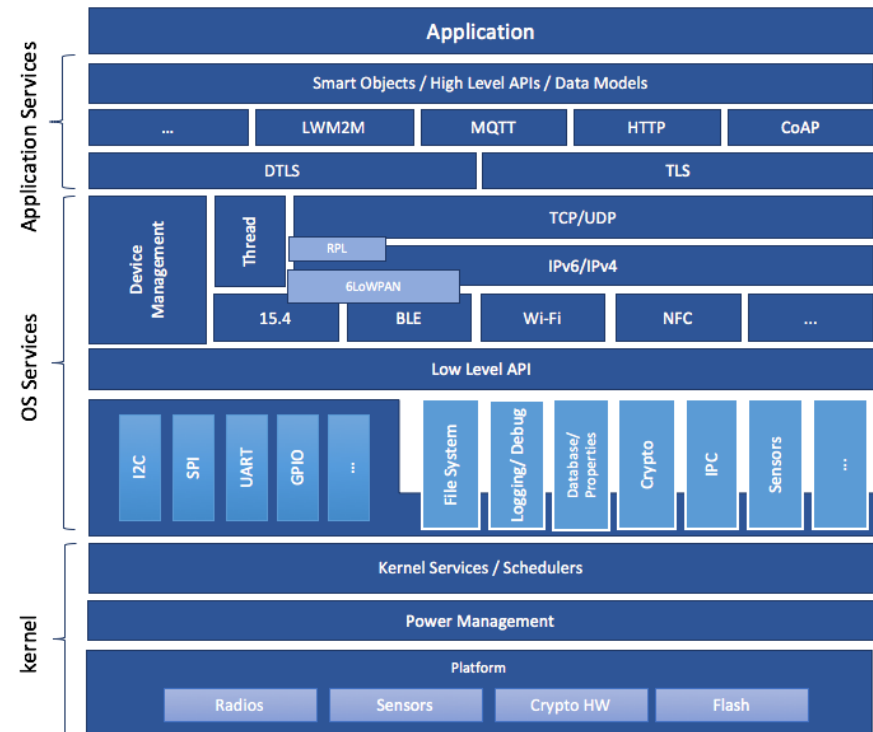 Application
Application Services
Smart Objects / High Level APIs / Data Models
...
LWM2M
MQTT
HTTP
CoAP
DTLS
TLS
OS Services
Device
Management
Thread
TCP/UDP
RPL
IPv6/IPv4
6LoWPAN
15.4
BLE
Wi-Fi
NFC
...
Low Level API
I2C
SPI
UART
GPIO
...
File System
Logging/ Debug
Database/
Properties
Crypto
IPC
Sensors
...
kernel
Kernel Services / Schedulers
Power Management
Platform
Radios
Sensors
Crypto HW
Flash